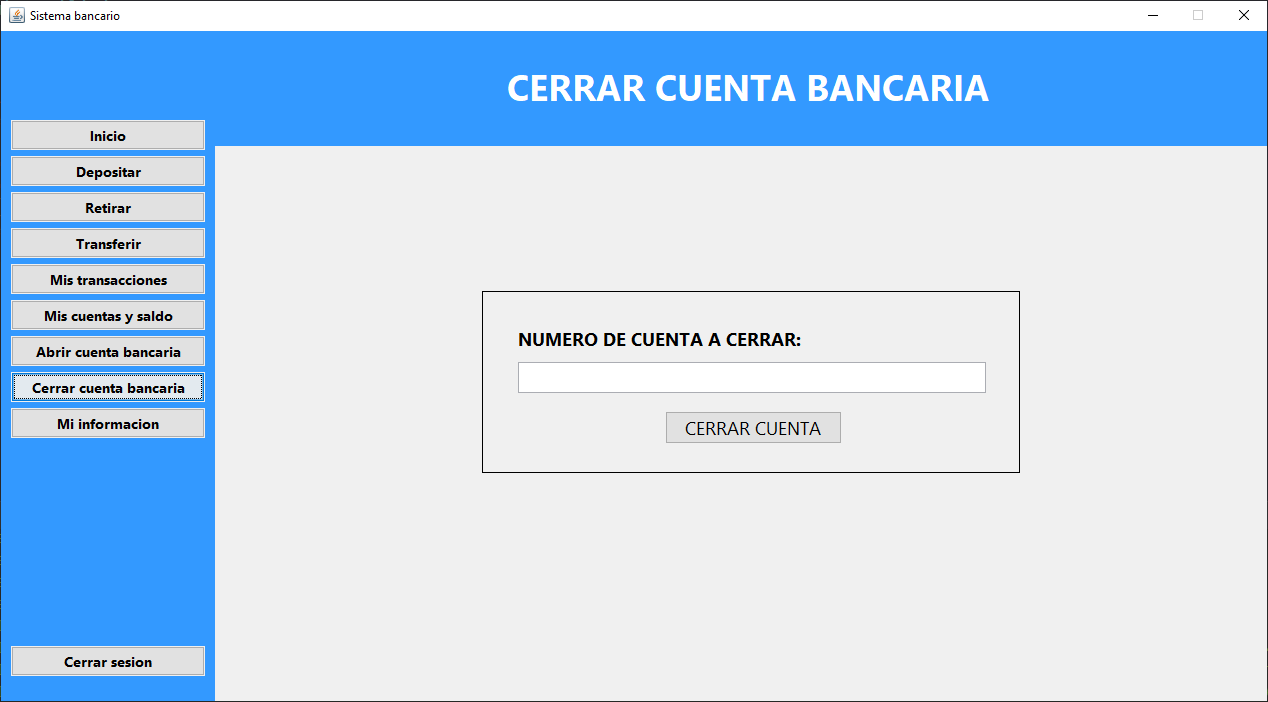 Sistema bancario
CERRAR CUENTA BANCARIA
Inicio
Depositar
Retirar
Transferir
Mis transacciones
Mis cuentas y saldo
Abrir cuenta bancaria
Cerrar cuenta bancaria
Mi informacion
Cerrar sesion
NUMERO DE CUENTA A CERRAR:
CERRAR CUENTA